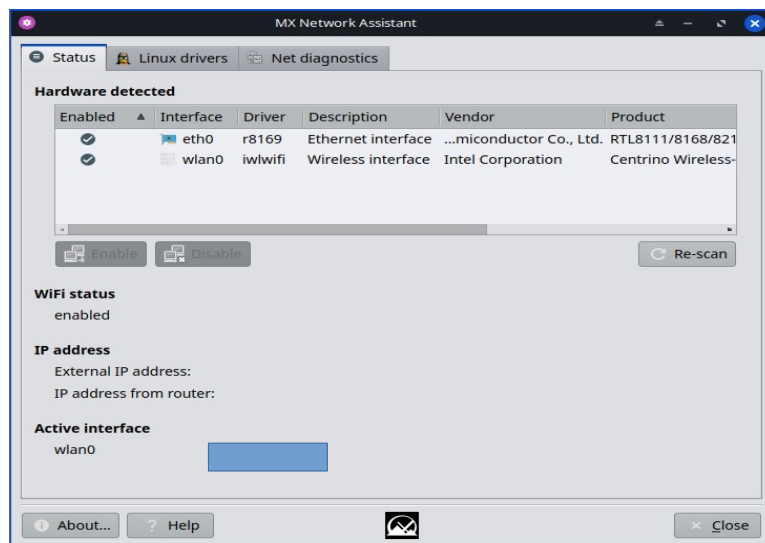 MX Network Assistant
Status Linux drivers Net diagnostics
Hardware detected
Enabled Interface Driver Description Vendor Product
eth0 r8169 Ethernet interface ...miconductor Co., Ltd. RTL8111/8168/821
wlan0 iwlwifi Wireless interface Intel Corporation Centrino Wireless-
Enable Disable Re-scan
WiFi status
enabled
IP address
External IP address:
IP address from router:
Active interface
wlan0
About... ? Help Close